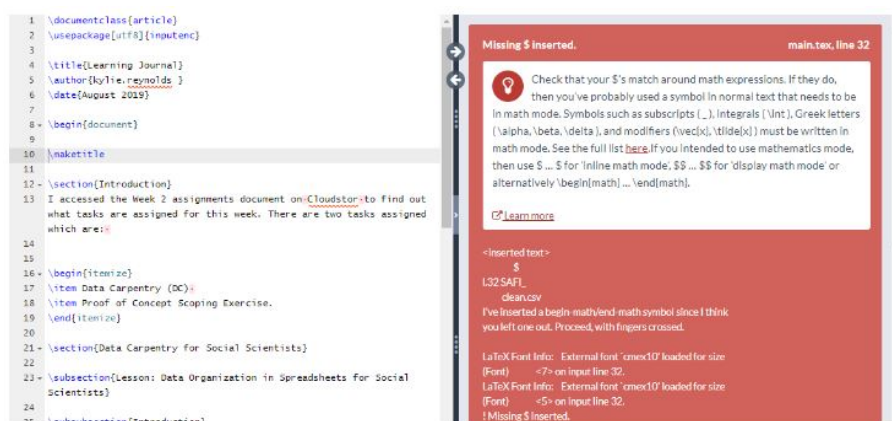 1 \documentclass{article}
2 \usepackage[utf8]{inputenc}
3
4 \title{Learning Journal}
5 \author{kylie.reynolds }
6 \date{August 2019}
7
8 \begin{document}
9
10 \maketitle
11
12 \section{Introduction}
13 I accessed the Week 2 assignments document on Cloudstor to find out
what tasks are assigned for this week. There are two tasks assigned
which are:
14
15
16 \begin{itemize}
17 \item Data Carpentry (DC)
18 \item Proof of Concept Scoping Exercise.
19 \end{itemize}
20
21 \section{Data Carpentry for Social Scientists}
22
23 \subsection{Lesson: Data Organization in Spreadsheets for Social
Scientists}
24
Missing $ inserted. main.tex, line 32
Check that your $'s match around math expressions. If they do,
then you've probably used a symbol in normal text that needs to be
in math mode. Symbols such as subscripts ( _ ), integrals ( \int ), Greek letters
( \alpha, \beta, \delta ), and modifiers (\vec{x}, \tilde{x} ) must be written in
math mode. See the full list here.If you intended to use mathematics mode,
then use $ ... $ for 'inline math mode', $$ ... $$ for 'display math mode' or
alternatively \begin{math} ... \end{math}.
Learn more
<inserted text>
$
l.32 SAFI_
clean.csv
I've inserted a begin-math/end-math symbol since I think
you left one out. Proceed, with fingers crossed.
LaTeX Font Info: External font `cmex10' loaded for size
(Font) <7> on input line 32.
LaTeX Font Info: External font `cmex10' loaded for size
(Font) <5> on input line 32.
! Missing $ inserted.